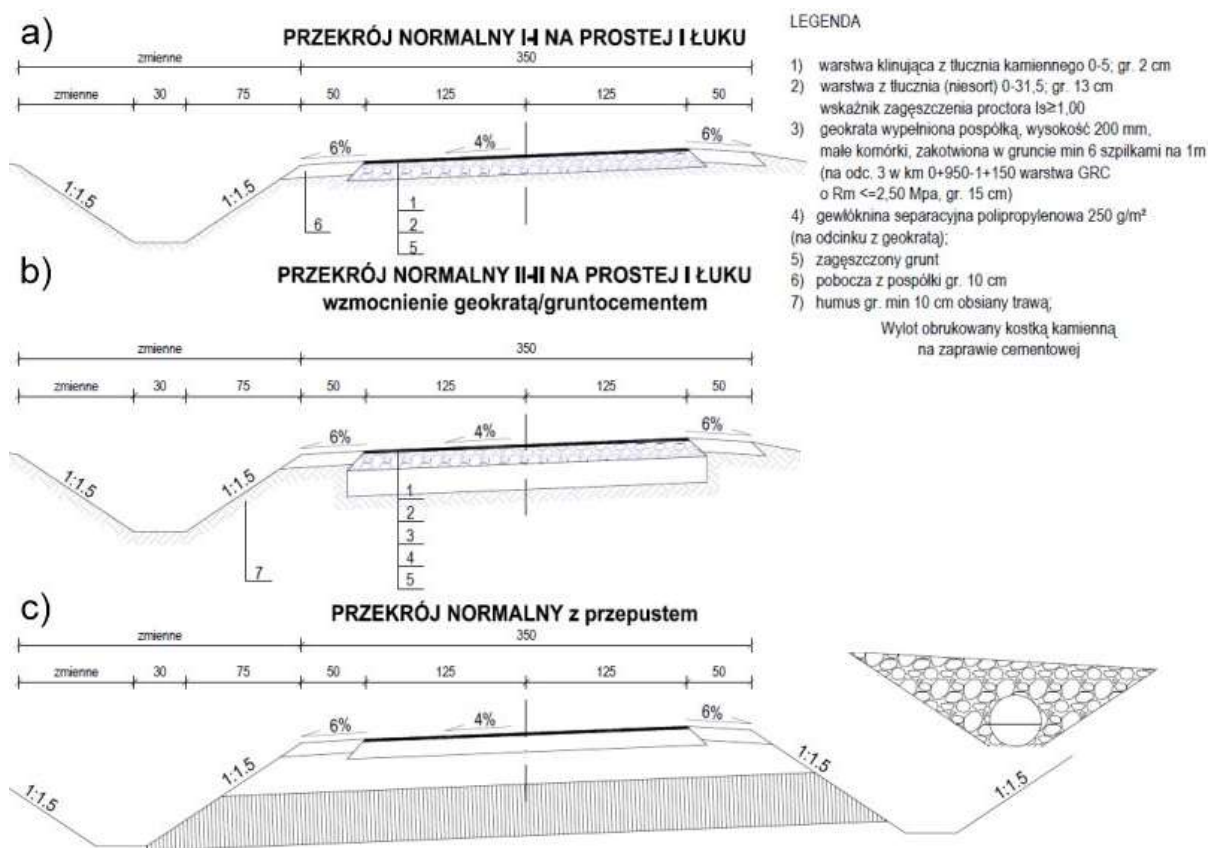 a)
PRZEKRÓJ NORMALNY I-I NA PROSTEJ I ŁUKU
zmienne 350
zmienne 30 75 50 125 125 50
6% 4% 6%
1:1.5 1:1.5
6
1
2
5
b)
PRZEKRÓJ NORMALNY II-II NA PROSTEJ I ŁUKU
wzmocnienie geokratą/gruntocementem
zmienne 350
zmienne 30 75 50 125 125 50
6% 4% 6%
1:1.5 1:1.5
7
1
2
3
4
5
c)
PRZEKRÓJ NORMALNY z przepustem
zmienne 350
zmienne 30 75 50 125 125 50
6% 4% 6%
1:1.5 1:1.5 1:1.5 1:1.5
LEGENDA
1) warstwa klinująca z tłucznia kamiennego 0-5; gr. 2 cm
2) warstwa z tłucznia (niesort) 0-31,5; gr. 13 cm
wskaźnik zagęszczenia proctora Is≥1,00
3) geokrata wypełniona pospółką, wysokość 200 mm,
małe komórki, zakotwiona w gruncie min 6 szpilkami na 1m
(na odc. 3 w km 0+950-1+150 warstwa GRC
o Rm <=2,50 Mpa, gr. 15 cm)
4) gewłóknina separacyjna polipropylenowa 250 g/m²
(na odcinku z geokratą);
5) zagęszczony grunt
6) pobocza z pospółki gr. 10 cm
7) humus gr. min 10 cm obsiany trawą;
Wylot obrukowany kostką kamienną
na zaprawie cementowej